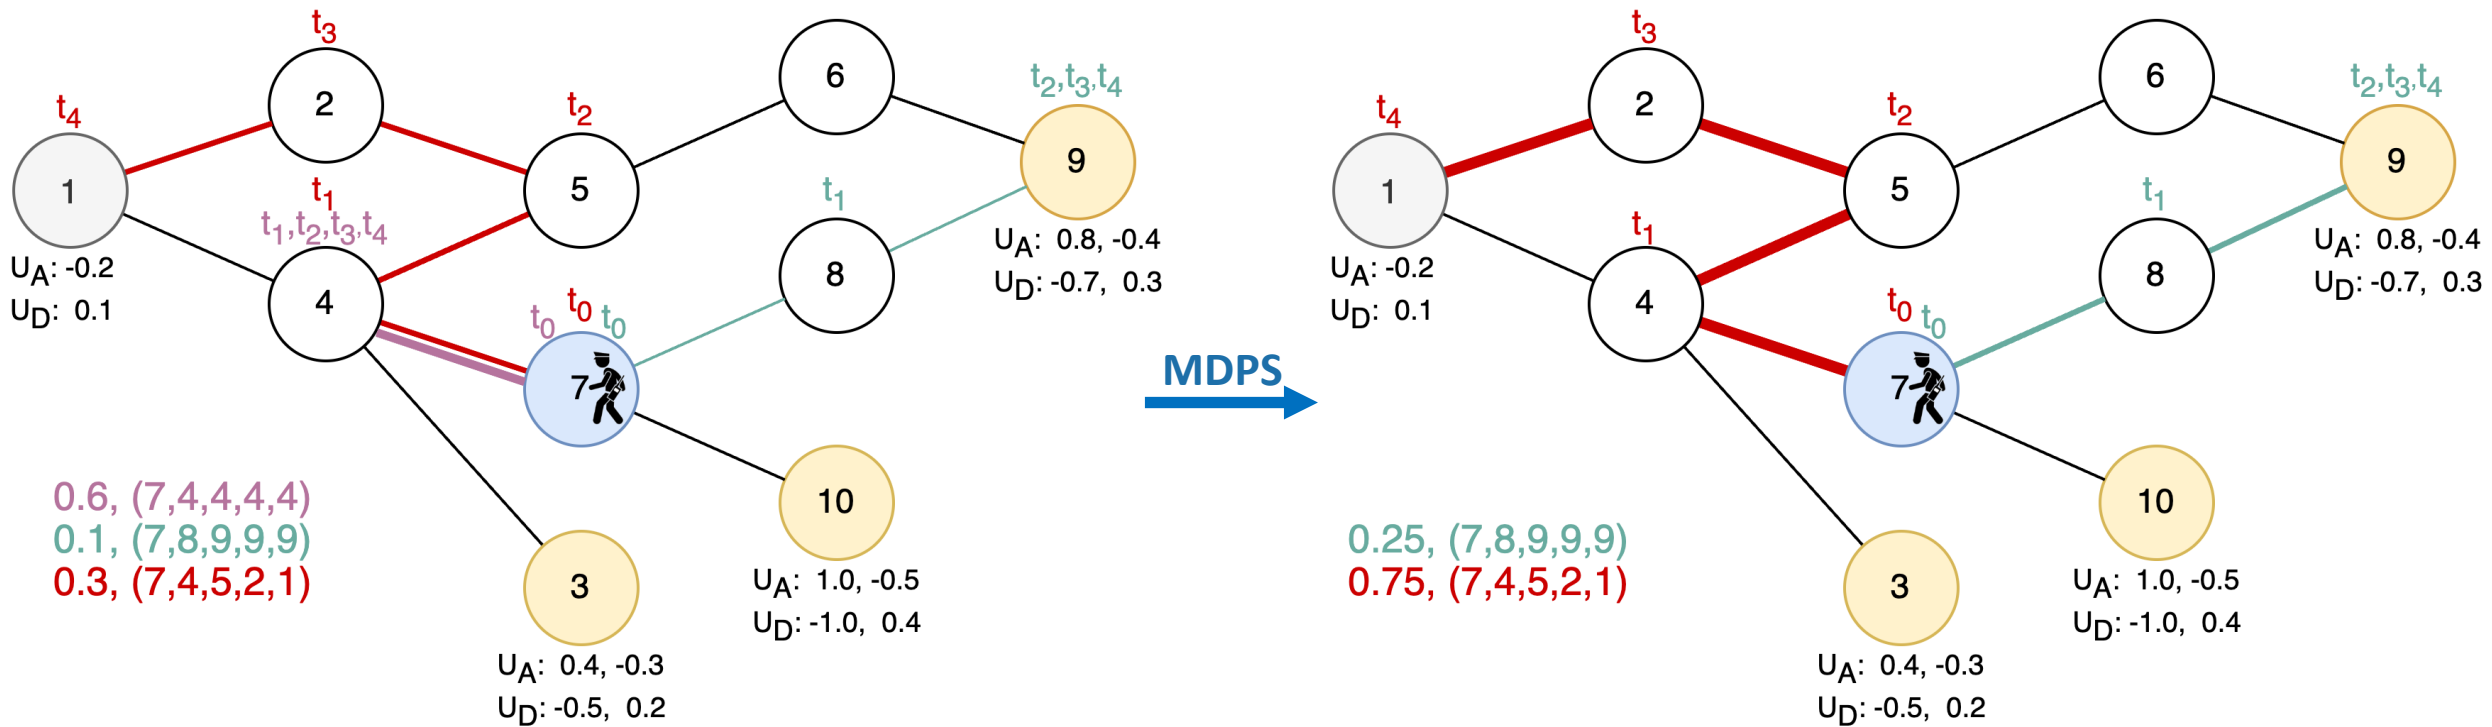 t3
t2,t3,t4
6
t4
2
t2
9
t1
5
t1
1
t1,t2,t3,t4
UA: 0.8, -0.4
UD: -0.7, 0.3
8
UA: -0.2
UD: 0.1
4
t0
t0
t0
7
10
0.6, (7,4,4,4,4)
0.1, (7,8,9,9,9)
0.3, (7,4,5,2,1)
3
UA: 1.0, -0.5
UD: -1.0, 0.4
UA: 0.4, -0.3
UD: -0.5, 0.2
MDPS
t3
t2,t3,t4
6
t4
2
t2
9
t1
5
t1
1
UA: 0.8, -0.4
UD: -0.7, 0.3
8
UA: -0.2
UD: 0.1
4
t0
t0
7
10
0.25, (7,8,9,9,9)
0.75, (7,4,5,2,1)
3
UA: 1.0, -0.5
UD: -1.0, 0.4
UA: 0.4, -0.3
UD: -0.5, 0.2